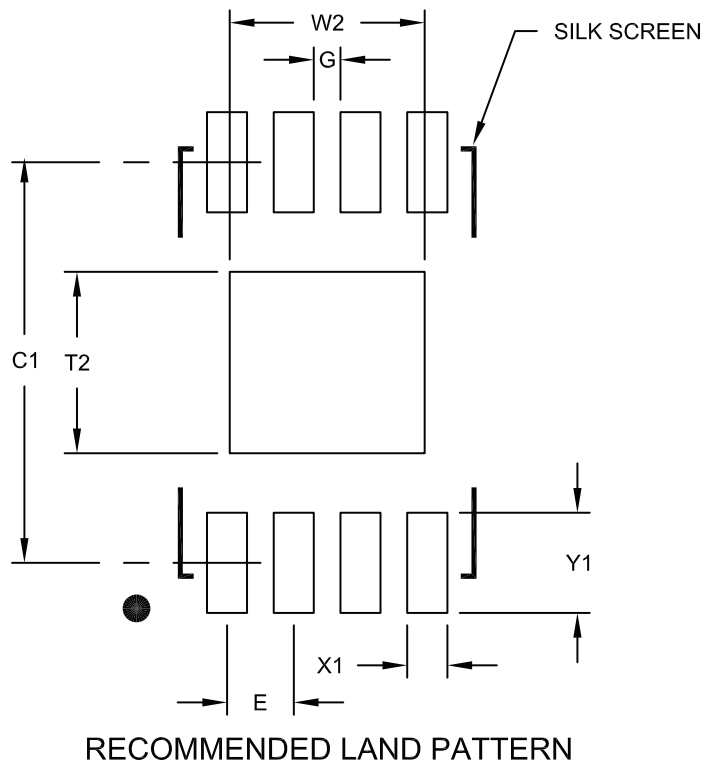 W2
SILK SCREEN
G
C1
T2
Y1
X1
E
RECOMMENDED LAND PATTERN